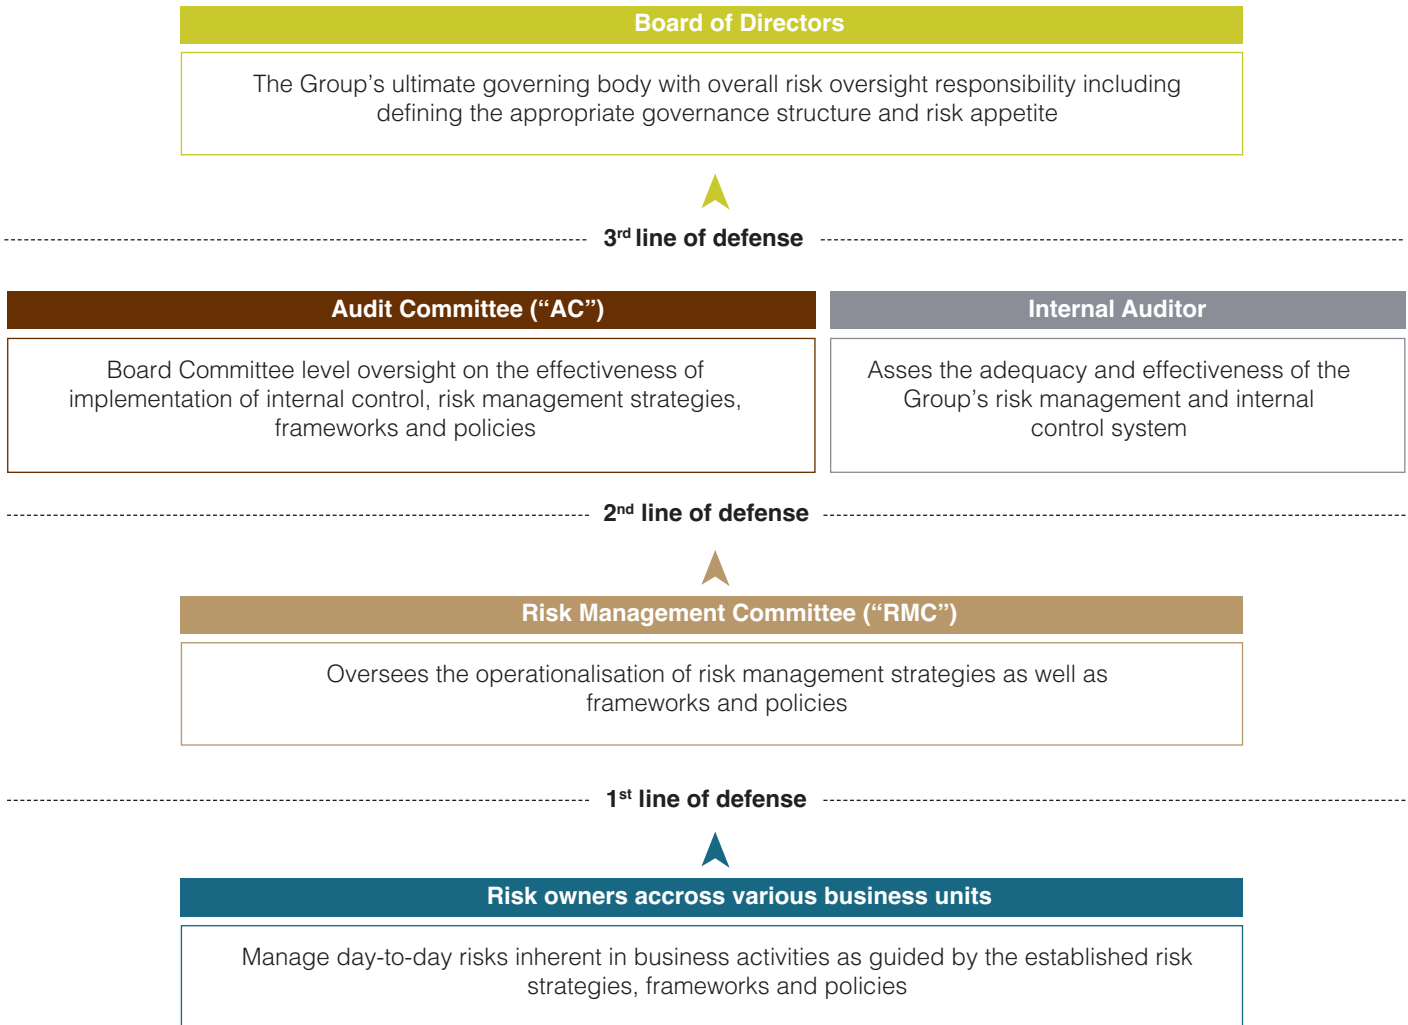 Board of Directors
The Group’s ultimate governing body with overall risk oversight responsibility including
defining the appropriate governance structure and risk appetite
3rd line of defense
Audit Committee (“AC”)
Board Committee level oversight on the effectiveness of
implementation of internal control, risk management strategies,
frameworks and policies
Internal Auditor
Asses the adequacy and effectiveness of the
Group’s risk management and internal
control system
2nd line of defense
Risk Management Committee (“RMC”)
Oversees the operationalisation of risk management strategies as well as
frameworks and policies
1st line of defense
Risk owners accross various business units
Manage day-to-day risks inherent in business activities as guided by the established risk
strategies, frameworks and policies